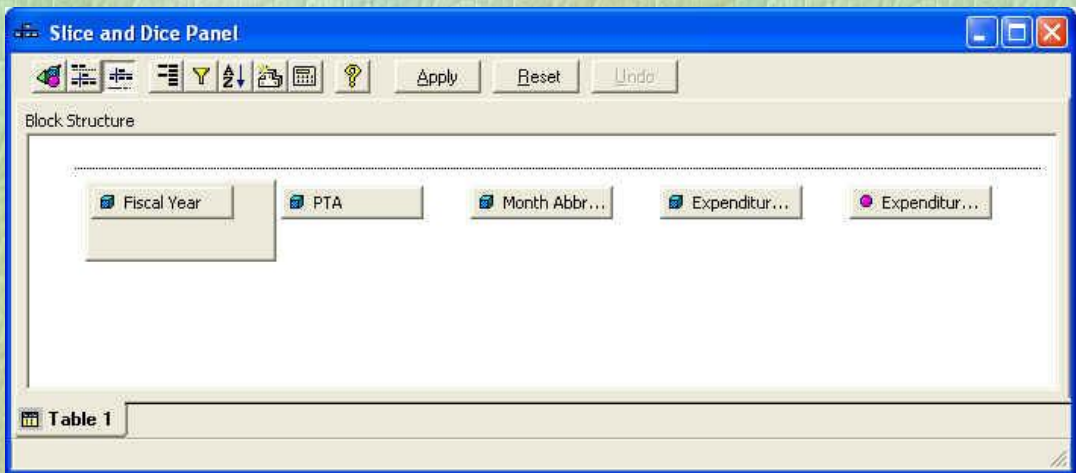 Slice and Dice Panel
Apply Reset Undo
Block Structure
Fiscal Year PTA Month Abbr... Expenditur... Expenditur...
Table 1